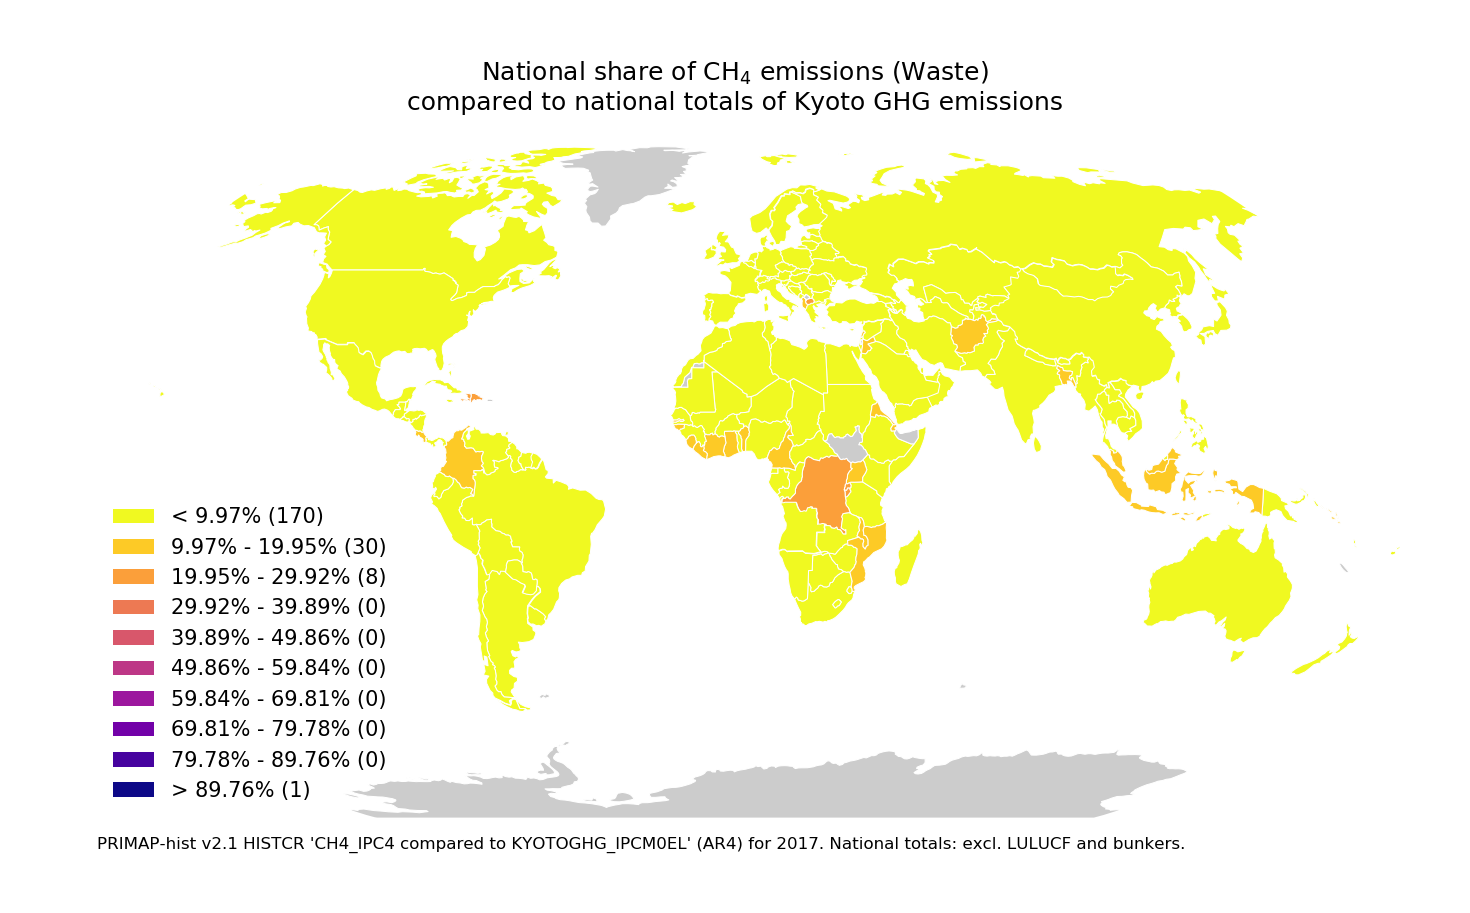 National share of CH₄ emissions (Waste)
compared to national totals of Kyoto GHG emissions
< 9.97% (170)
9.97% - 19.95% (30)
19.95% - 29.92% (8)
29.92% - 39.89% (0)
39.89% - 49.86% (0)
49.86% - 59.84% (0)
59.84% - 69.81% (0)
69.81% - 79.78% (0)
79.78% - 89.76% (0)
> 89.76% (1)
PRIMAP-hist v2.1 HISTCR 'CH4_IPC4 compared to KYOTOGHG_IPCM0EL' (AR4) for 2017. National totals: excl. LULUCF and bunkers.